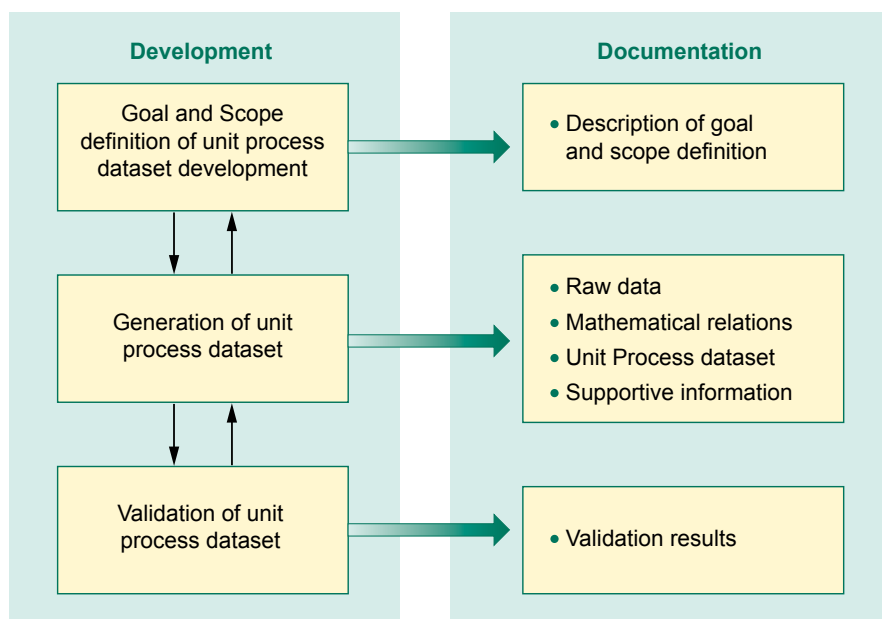 Development
Goal and Scope
definition of unit process
dataset development
Generation of unit
process dataset
Validation of unit
process dataset
Documentation
• Description of goal
and scope definition
• Raw data
• Mathematical relations
• Unit Process dataset
• Supportive information
• Validation results